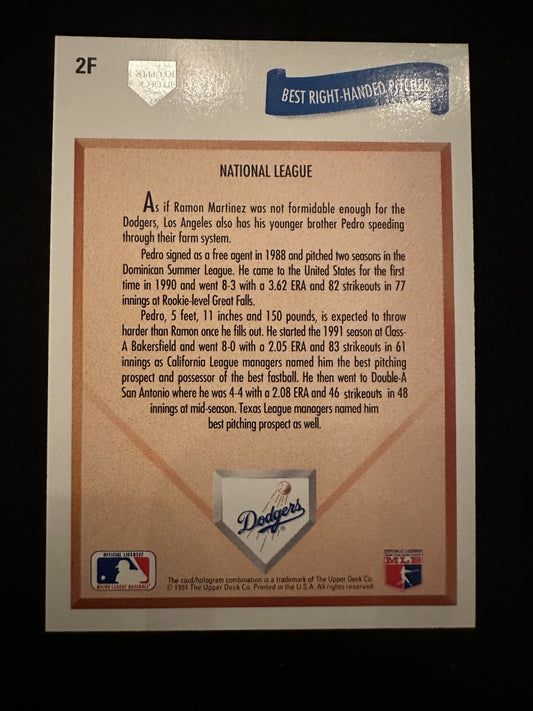 2F
BEST RIGHT-HANDED PITCHER
NATIONAL LEAGUE
As if Ramon Martinez was not formidable enough for the
Dodgers, Los Angeles also has his younger brother Pedro speeding
through their farm system.
Pedro signed as a free agent in 1988 and pitched two seasons in the
Dominican Summer League. He came to the United States for the first
time in 1990 and went 8-3 with a 3.62 ERA and 82 strikeouts in 77
innings at Rookie-level Great Falls.
Pedro, 5 feet, 11 inches and 150 pounds, is expected to throw
harder than Ramon once he fills out. He started the 1991 season at Class-
A Bakersfield and went 8-0 with a 2.05 ERA and 83 strikeouts in 61
innings as California League managers named him the best pitching
prospect and possessor of the best fastball. He then went to Double-A
San Antonio where he was 4-4 with a 2.08 ERA and 46 strikeouts in 48
innings at mid-season. Texas League managers named him
best pitching prospect as well.
Dodgers
OFFICIAL LICENSEE
MAJOR LEAGUE BASEBALL
The card/hologram combination is a trademark of The Upper Deck Co.
© 1991 The Upper Deck Co. Printed in the U.S.A. All rights reserved
MLB